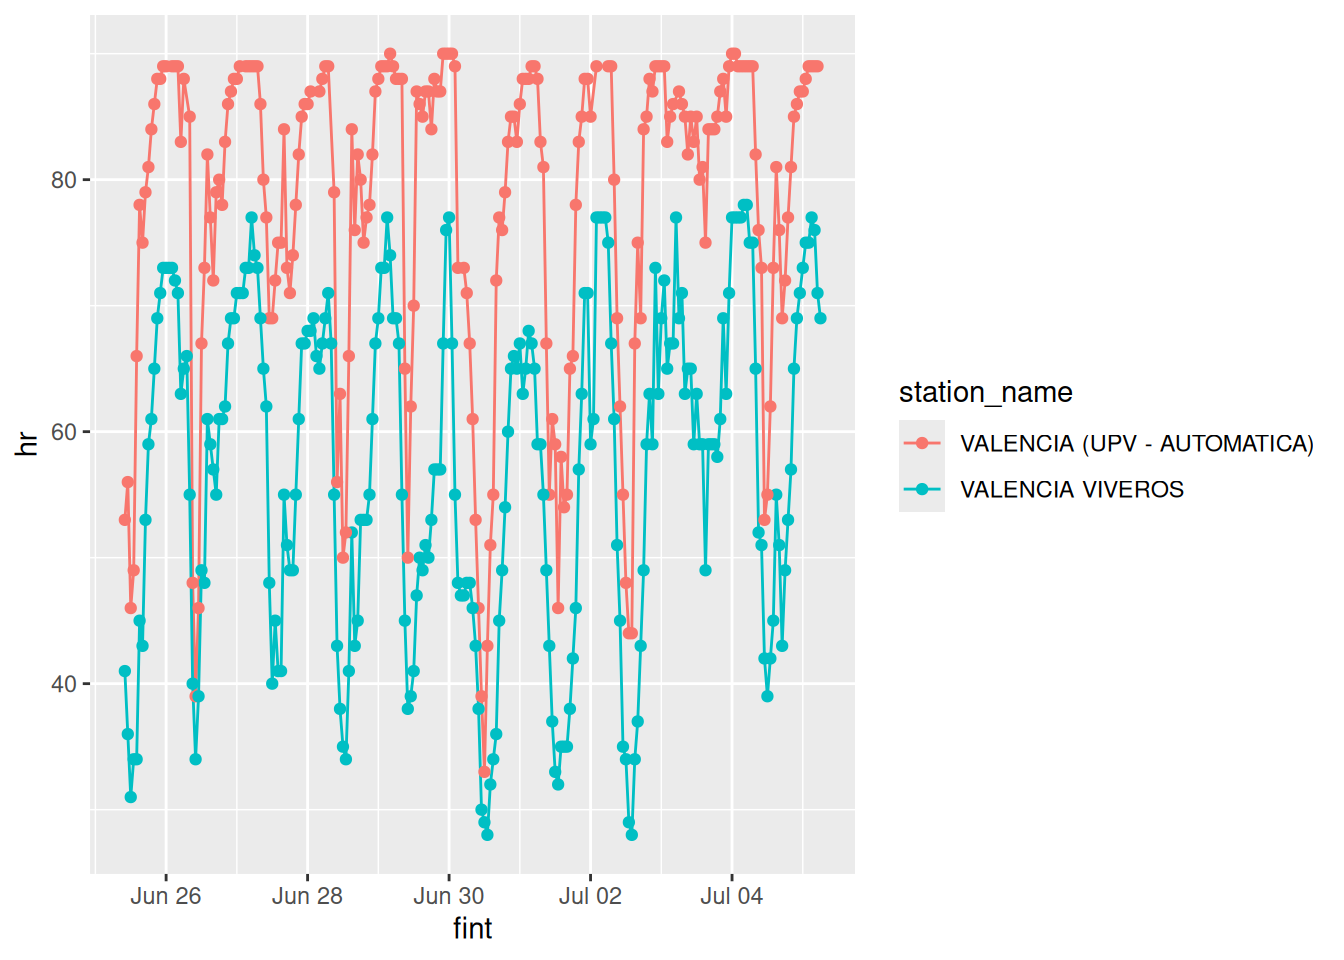 hr
80
60
40
Jun 26
Jun 28
Jun 30
Jul 02
Jul 04
fint
station_name
VALENCIA (UPV - AUTOMATICA)
VALENCIA VIVEROS